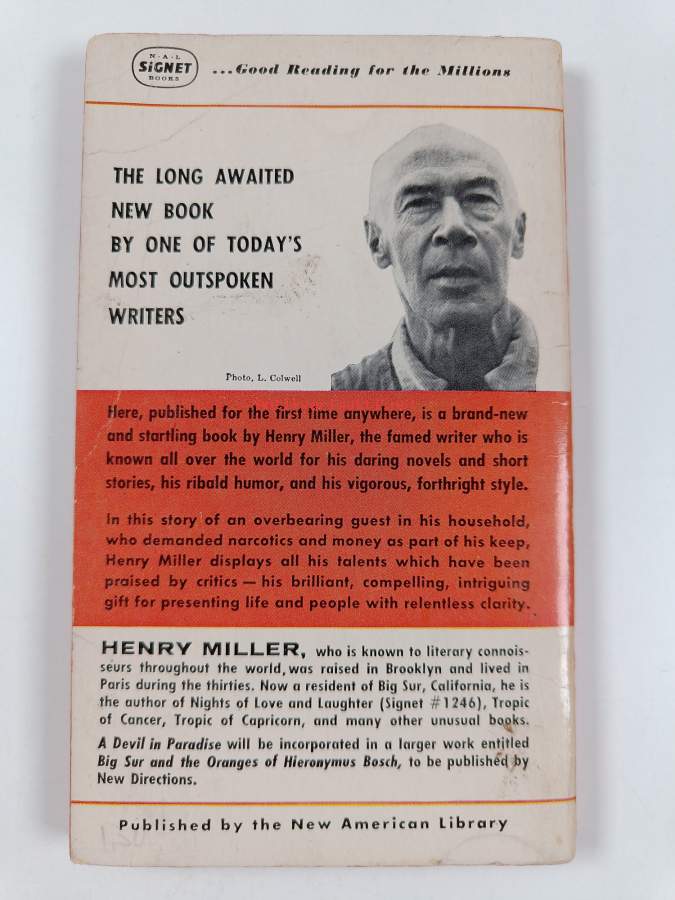 N·A·L
SIGNET
BOOKS
...Good Reading for the Millions
THE LONG AWAITED
NEW BOOK
BY ONE OF TODAY'S
MOST OUTSPOKEN
WRITERS
Photo, L. Colwell
Here, published for the first time anywhere, is a brand-new
and startling book by Henry Miller, the famed writer who is
known all over the world for his daring novels and short
stories, his ribald humor, and his vigorous, forthright style.
In this story of an overbearing guest in his household,
who demanded narcotics and money as part of his keep,
Henry Miller displays all his talents which have been
praised by critics — his brilliant, compelling, intriguing
gift for presenting life and people with relentless clarity.
HENRY MILLER, who is known to literary connois-
seurs throughout the world, was raised in Brooklyn and lived in
Paris during the thirties. Now a resident of Big Sur, California, he is
the author of Nights of Love and Laughter (Signet #1246), Tropic
of Cancer, Tropic of Capricorn, and many other unusual books.
A Devil in Paradise will be incorporated in a larger work entitled
Big Sur and the Oranges of Hieronymus Bosch, to be published by
New Directions.
Published by the New American Library